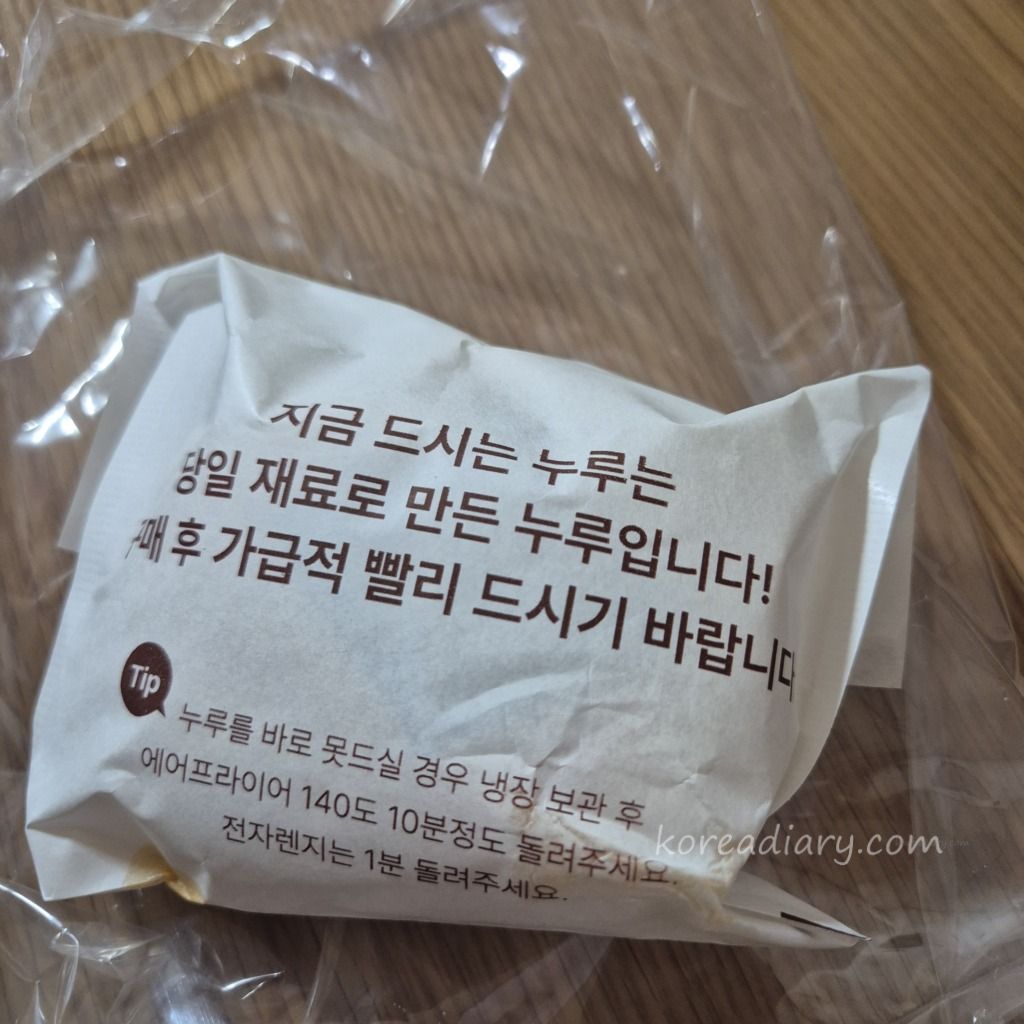 지금 드시는 누루는
당일 재료로 만든 누루입니다!
구매 후 가급적 빨리 드시기 바랍니다
Tip
누루를 바로 못드실 경우 냉장 보관 후
에어프라이어 140도 10분정도 돌려주세요.
전자렌지는 1분 돌려주세요.
koreadiary.com